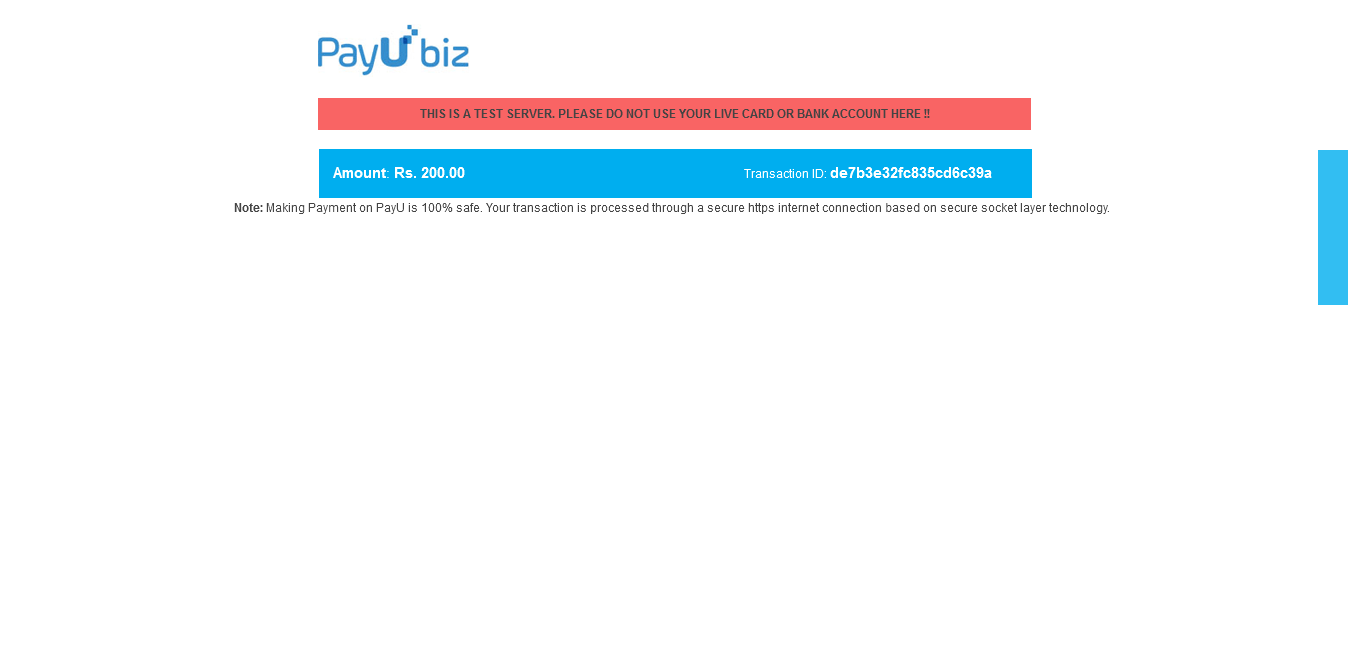 PayU biz
THIS IS A TEST SERVER. PLEASE DO NOT USE YOUR LIVE CARD OR BANK ACCOUNT HERE !!
Amount: Rs. 200.00 Transaction ID: de7b3e32fc835cd6c39a
Note: Making Payment on PayU is 100% safe. Your transaction is processed through a secure https internet connection based on secure socket layer technology.